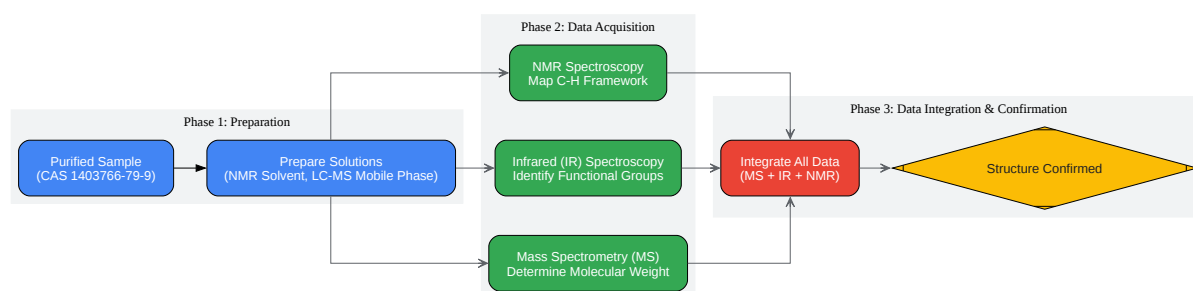 Phase 1: Preparation
Purified Sample
(CAS 1403766-79-9)
Prepare Solutions
(NMR Solvent, LC-MS Mobile Phase)
Phase 2: Data Acquisition
NMR Spectroscopy
Map C-H Framework
Infrared (IR) Spectroscopy
Identify Functional Groups
Mass Spectrometry (MS)
Determine Molecular Weight
Phase 3: Data Integration & Confirmation
Integrate All Data
(MS + IR + NMR)
Structure Confirmed